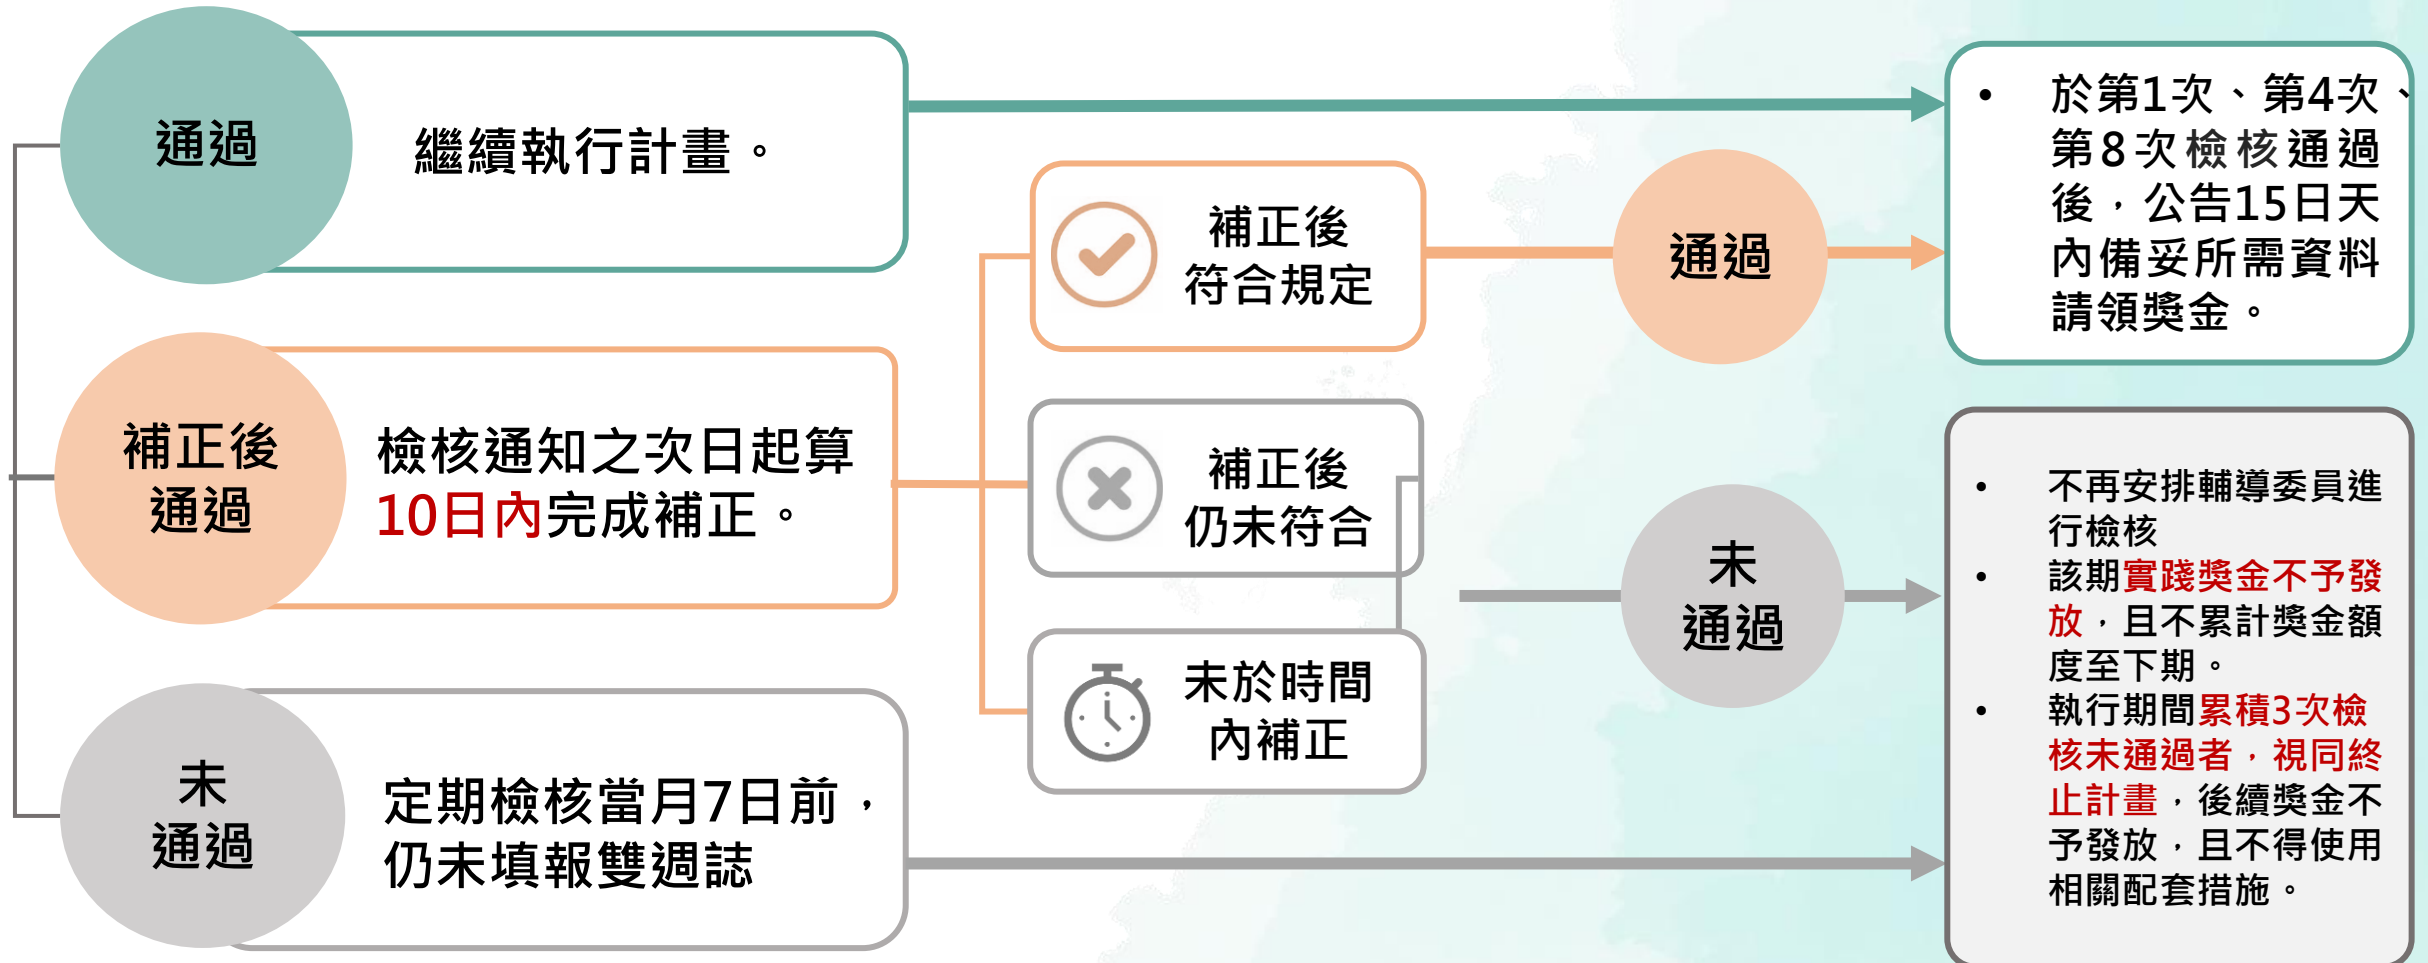 通過
繼續執行計畫。
補正後
通過
檢核通知之次日起算
10日內完成補正。
未
通過
定期檢核當月7日前，
仍未填報雙週誌
補正後
符合規定
補正後
仍未符合
未於時間
內補正
通過
未
通過
• 於第1次、第4次、
第8次檢核通過
後，公告15日天
內備妥所需資料
請領獎金。
• 不再安排輔導委員進
行檢核
• 該期實踐獎金不予發
放，且不累計獎金額
度至下期。
• 執行期間累積3次檢
核未通過者，視同終
止計畫，後續獎金不
予發放，且不得使用
相關配套措施。